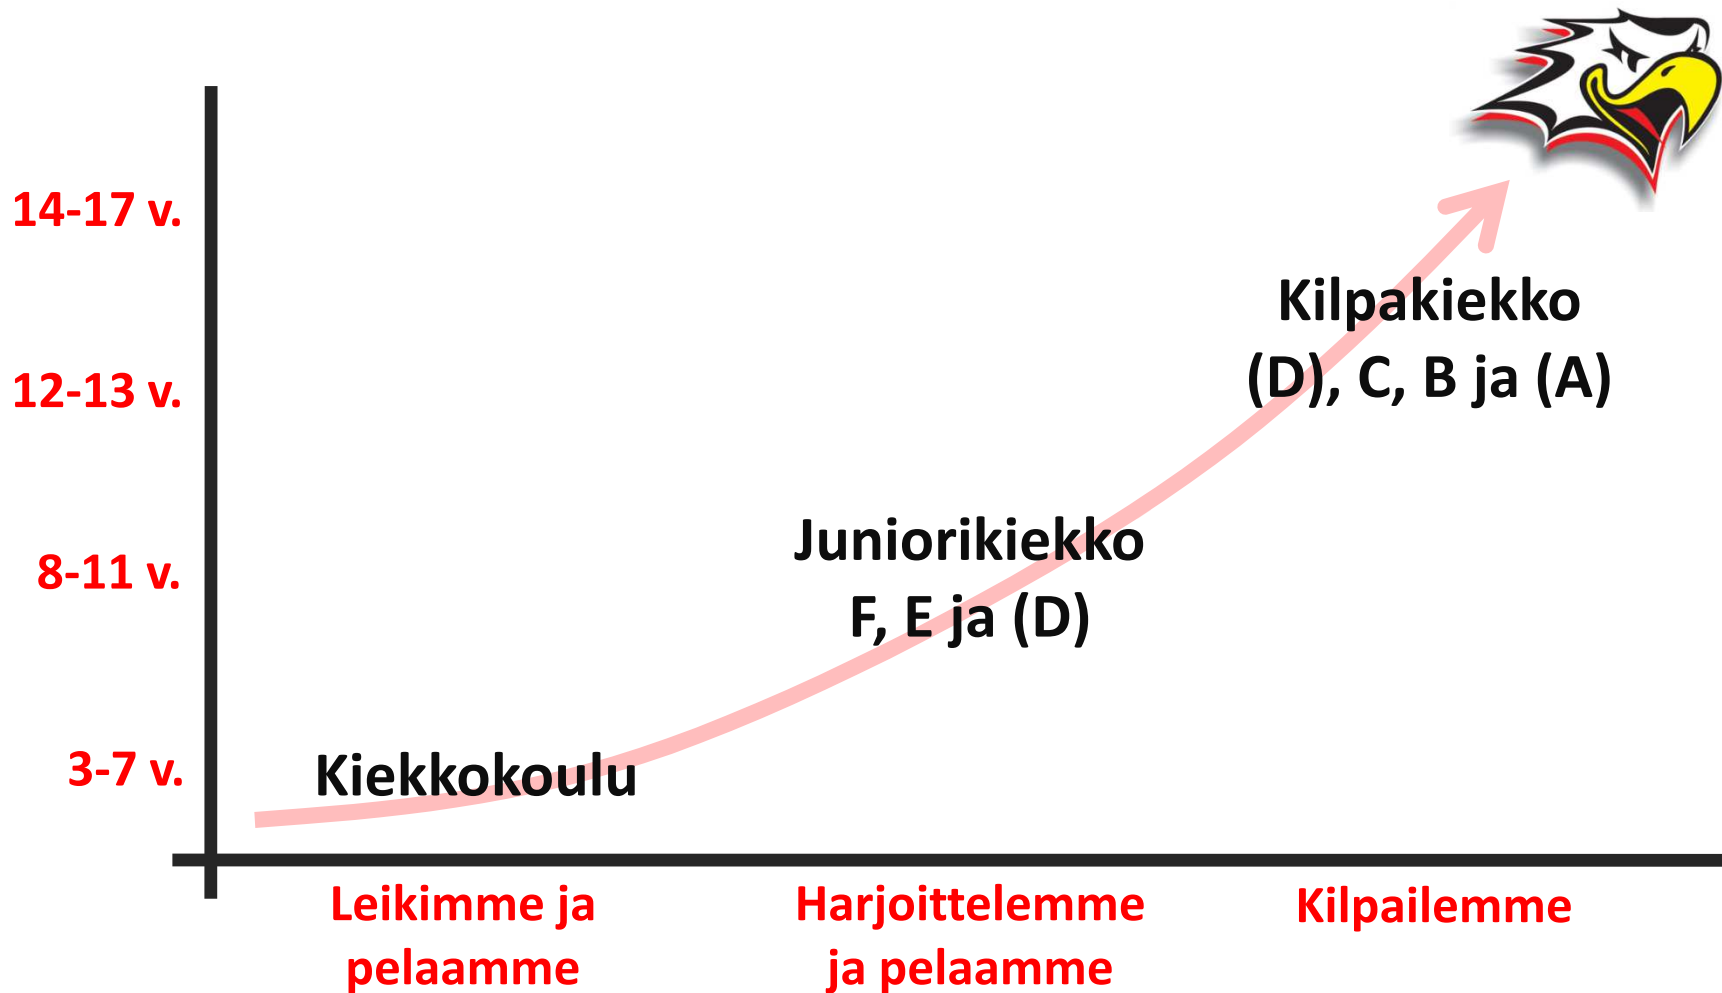 14-17 v.
Kilpakiekko
(D), C, B ja (A)
12-13 v.
Juniorikiekko
F, E ja (D)
8-11 v.
Kiekkokoulu
3-7 v.
Leikimme ja
pelaamme
Harjoittelemme
ja pelaamme
Kilpailemme